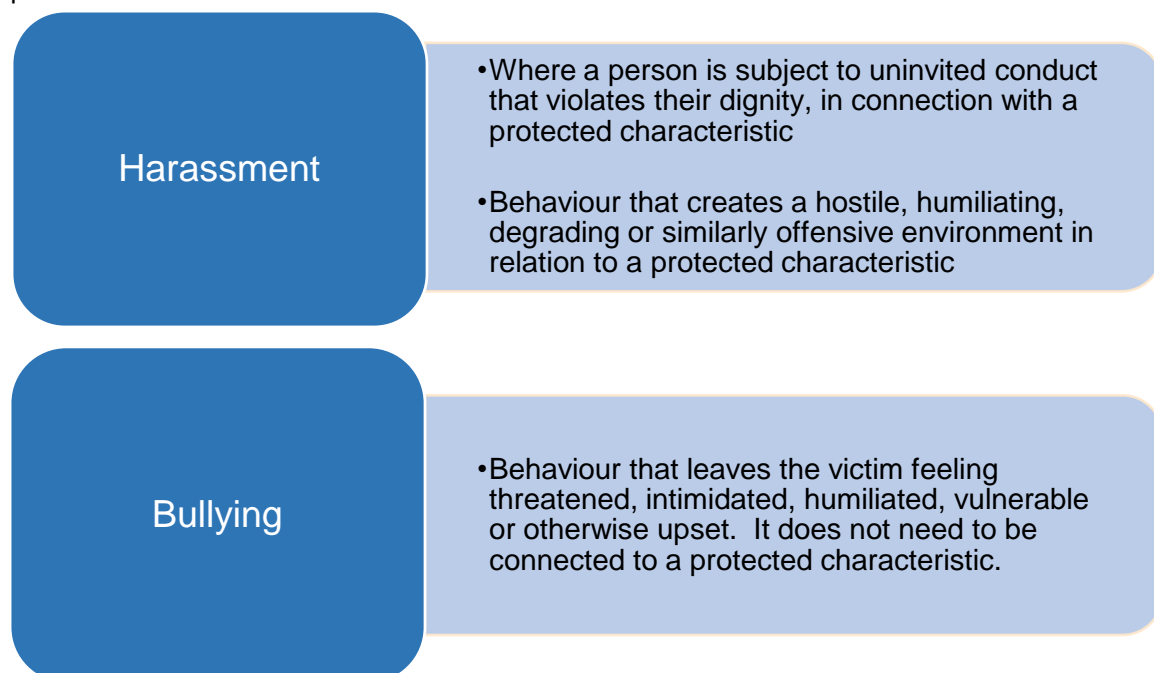 Harassment
•Where a person is subject to uninvited conduct
that violates their dignity, in connection with a
protected characteristic
•Behaviour that creates a hostile, humiliating,
degrading or similarly offensive environment in
relation to a protected characteristic
Bullying
•Behaviour that leaves the victim feeling
threatened, intimidated, humiliated, vulnerable
or otherwise upset.  It does not need to be
connected to a protected characteristic.